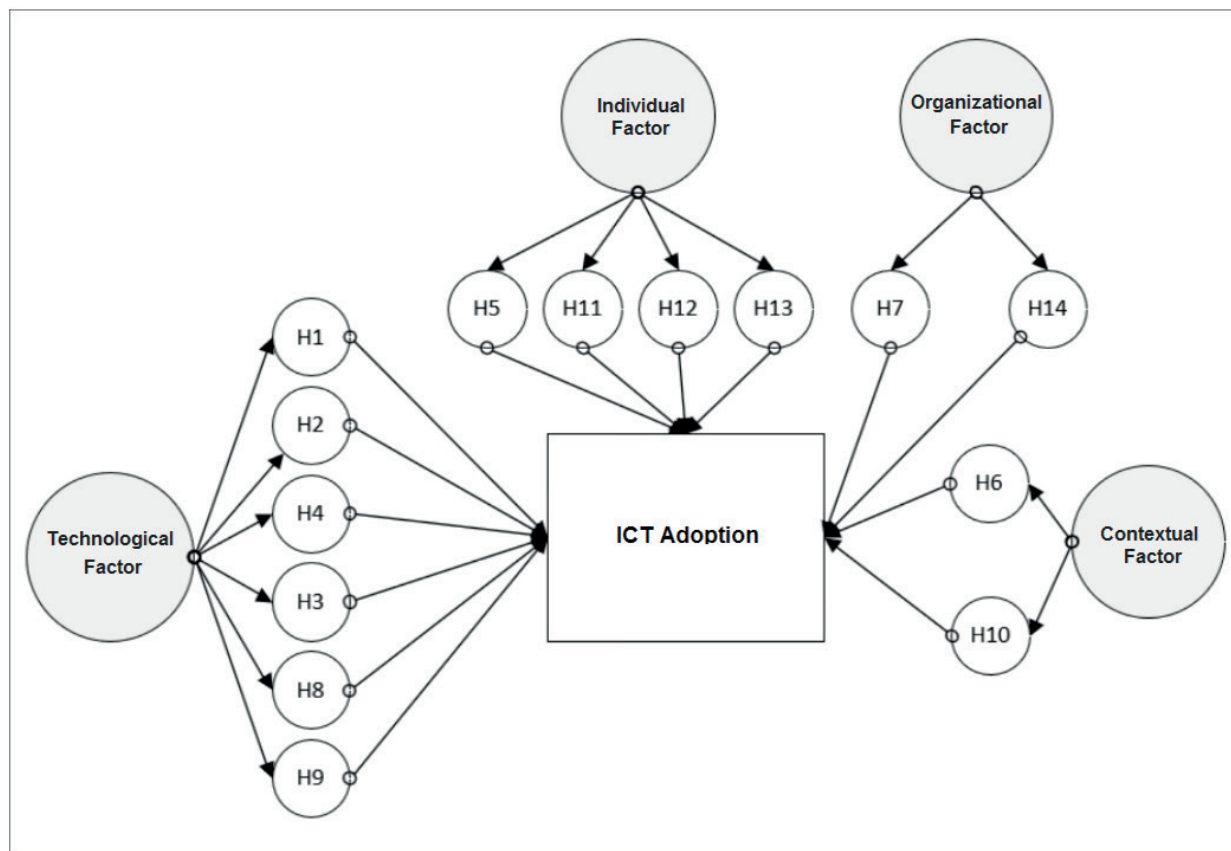 Individual
Factor
Organizational
Factor
H5
H11
H12
H13
H7
H14
H1
H2
H4
H3
H8
H9
Technological
Factor
ICT Adoption
H6
H10
Contextual
Factor